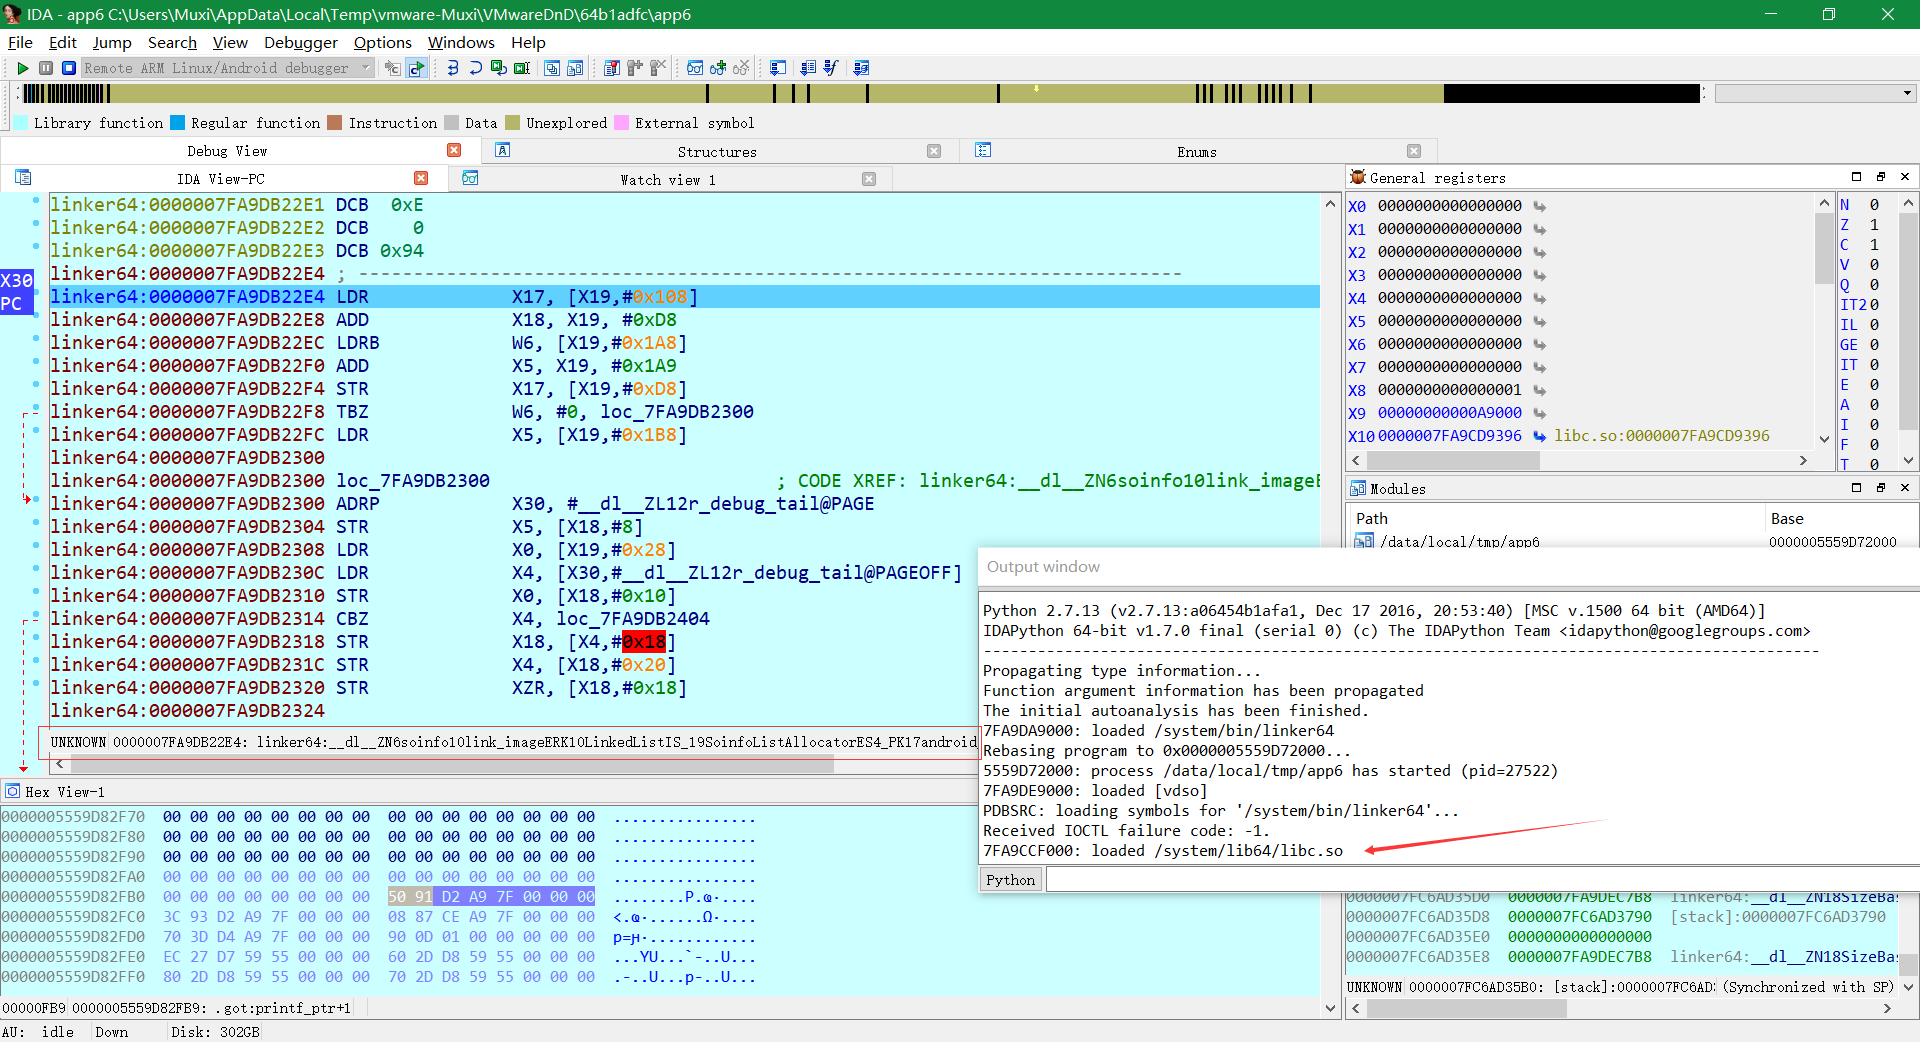 IDA - app6 C:\Users\Muxi\AppData\Local\Temp\vmware-Muxi\VMwareDnD\64b1adfc\app6
File Edit Jump Search View Debugger Options Windows Help
Remote ARM Linux/Android debugger
Library function Regular function Instruction Data Unexplored External symbol
Debug View Structures Enums
IDA View-PC Watch view 1
linker64:0000007FA9DB22E1 DCB 0xE
linker64:0000007FA9DB22E2 DCB 0
linker64:0000007FA9DB22E3 DCB 0x94
linker64:0000007FA9DB22E4 ; ---------------------------------------------------------------------------
X30
PC
linker64:0000007FA9DB22E4 LDR X17, [X19,#0x108]
linker64:0000007FA9DB22E8 ADD X18, X19, #0xD8
linker64:0000007FA9DB22EC LDRB W6, [X19,#0x1A8]
linker64:0000007FA9DB22F0 ADD X5, X19, #0x1A9
linker64:0000007FA9DB22F4 STR X17, [X19,#0xD8]
linker64:0000007FA9DB22F8 TBZ W6, #0, loc_7FA9DB2300
linker64:0000007FA9DB22FC LDR X5, [X19,#0x1B8]
linker64:0000007FA9DB2300
linker64:0000007FA9DB2300 loc_7FA9DB2300 ; CODE XREF: linker64:__dl__ZN6soinfo10link_imageE
linker64:0000007FA9DB2300 ADRP X30, #__dl__ZL12r_debug_tail@PAGE
linker64:0000007FA9DB2304 STR X5, [X18,#8]
linker64:0000007FA9DB2308 LDR X0, [X19,#0x28]
linker64:0000007FA9DB230C LDR X4, [X30,#__dl__ZL12r_debug_tail@PAGEOFF]
linker64:0000007FA9DB2310 STR X0, [X18,#0x10]
linker64:0000007FA9DB2314 CBZ X4, loc_7FA9DB2404
linker64:0000007FA9DB2318 STR X18, [X4,#0x18]
linker64:0000007FA9DB231C STR X4, [X18,#0x20]
linker64:0000007FA9DB2320 STR XZR, [X18,#0x18]
linker64:0000007FA9DB2324
UNKNOWN 0000007FA9DB22E4: linker64:__dl__ZN6soinfo10link_imageERK10LinkedListIS_19SoinfoListAllocatorES4_PK17android
General registers
X0 0000000000000000
X1 0000000000000000
X2 0000000000000000
X3 0000000000000000
X4 0000000000000000
X5 0000000000000000
X6 0000000000000000
X7 0000000000000000
X8 0000000000000001
X9 00000000000A9000
X10 0000007FA9CD9396 libc.so:0000007FA9CD9396
N 0
Z 1
C 1
V 0
Q 0
IT2 0
IL 0
GE 0
IT 0
E 0
A 0
I 0
F 0
T 0
Modules
Path Base
/data/local/tmp/app6 0000005559D72000
Output window
Python 2.7.13 (v2.7.13:a06454b1afa1, Dec 17 2016, 20:53:40) [MSC v.1500 64 bit (AMD64)]
IDAPython 64-bit v1.7.0 final (serial 0) (c) The IDAPython Team <idapython@googlegroups.com>
---------------------------------------------------------------------------------------------
Propagating type information...
Function argument information has been propagated
The initial autoanalysis has been finished.
7FA9DA9000: loaded /system/bin/linker64
Rebasing program to 0x0000005559D72000...
5559D72000: process /data/local/tmp/app6 has started (pid=27522)
7FA9DE9000: loaded [vdso]
PDBSRC: loading symbols for '/system/bin/linker64'...
Received IOCTL failure code: -1.
7FA9CCF000: loaded /system/lib64/libc.so
Python
Hex View-1
0000005559D82F70 00 00 00 00 00 00 00 00 00 00 00 00 00 00 00 00 ................
0000005559D82F80 00 00 00 00 00 00 00 00 00 00 00 00 00 00 00 00 ................
0000005559D82F90 00 00 00 00 00 00 00 00 00 00 00 00 00 00 00 00 ................
0000005559D82FA0 00 00 00 00 00 00 00 00 00 00 00 00 00 00 00 00 ................
0000005559D82FB0 00 00 00 00 00 00 00 00 50 91 D2 A9 7F 00 00 00
0000005559D82FC0 3C 93 D2 A9 7F 00 00 00 08 87 CE A9 7F 00 00 00
0000005559D82FD0 70 3D D4 A9 7F 00 00 00 90 0D 01 00 00 00 00 00
0000005559D82FE0 EC 27 D7 59 55 00 00 00 60 2D D8 59 55 00 00 00 ...YU...`-..U...
0000005559D82FF0 80 2D D8 59 55 00 00 00 70 2D D8 59 55 00 00 00 .-..U...p-..U...
00000FB9 0000005559D82FB9: .got:printf_ptr+1
0000007FC6AD35D0 0000007FA9DEC7B8 linker64:__dl__ZN18SizeBa
0000007FC6AD35D8 0000007FC6AD3790 [stack]:0000007FC6AD3790
0000007FC6AD35E0 0000000000000000
0000007FC6AD35E8 0000007FA9DEC7B8 linker64:__dl__ZN18SizeBa
UNKNOWN 0000007FC6AD35B0: [stack]:0000007FC6AD (Synchronized with SP)
AU: idle Down Disk: 302GB